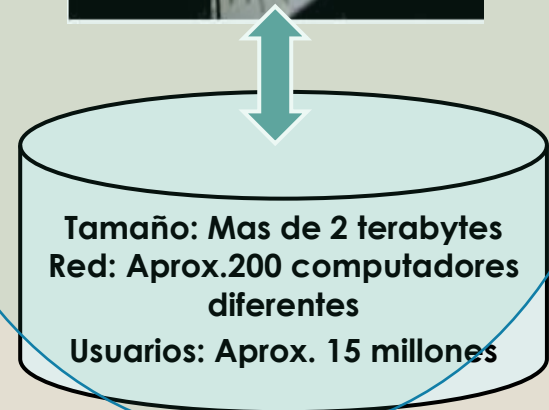 Tamaño: Mas de 2 terabytes
Red: Aprox.200 computadores
diferentes
Usuarios: Aprox. 15 millones